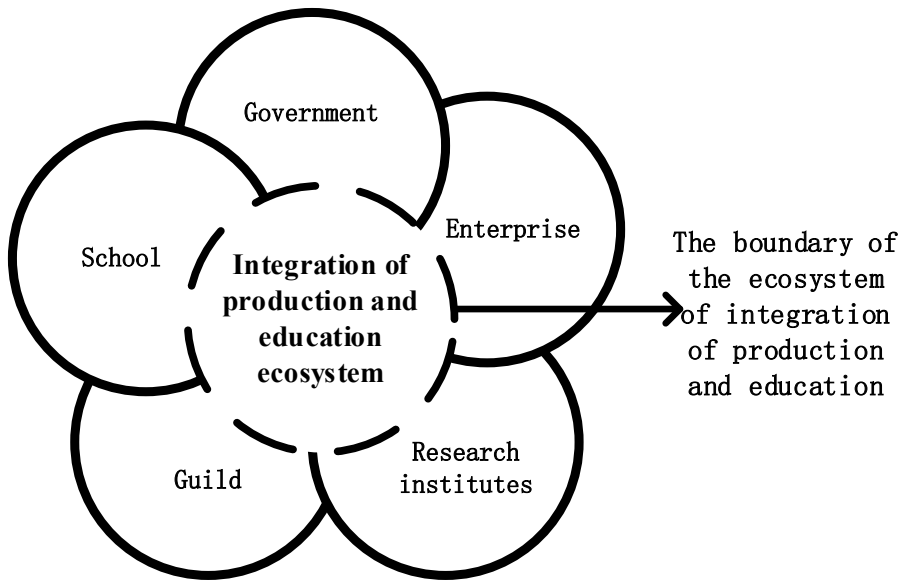 Government
Enterprise
School
Integration of
production and
education
ecosystem
The boundary of
the ecosystem
of integration
of production
and education
Guild
Research
institutes